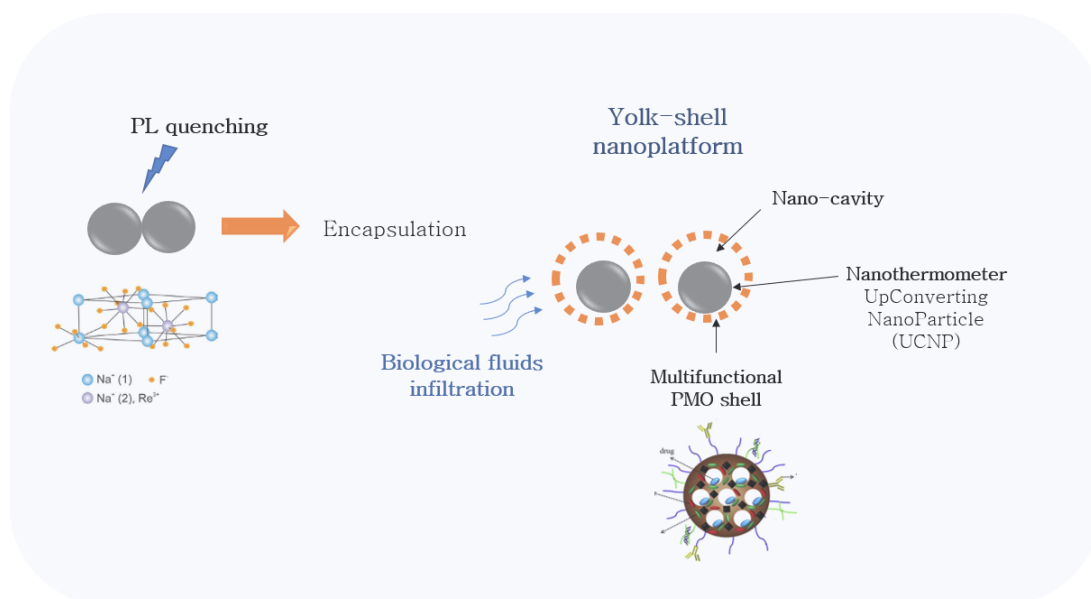 PL quenching
Yolk-shell
nanoplatform
Nano-cavity
Encapsulation
Nanothermometer
UpConverting
NanoParticle
(UCNP)
Biological fluids
infiltration
Multifunctional
PMO shell
Na⁺ (1) F⁻
Na⁺ (2), Re³⁺
drug